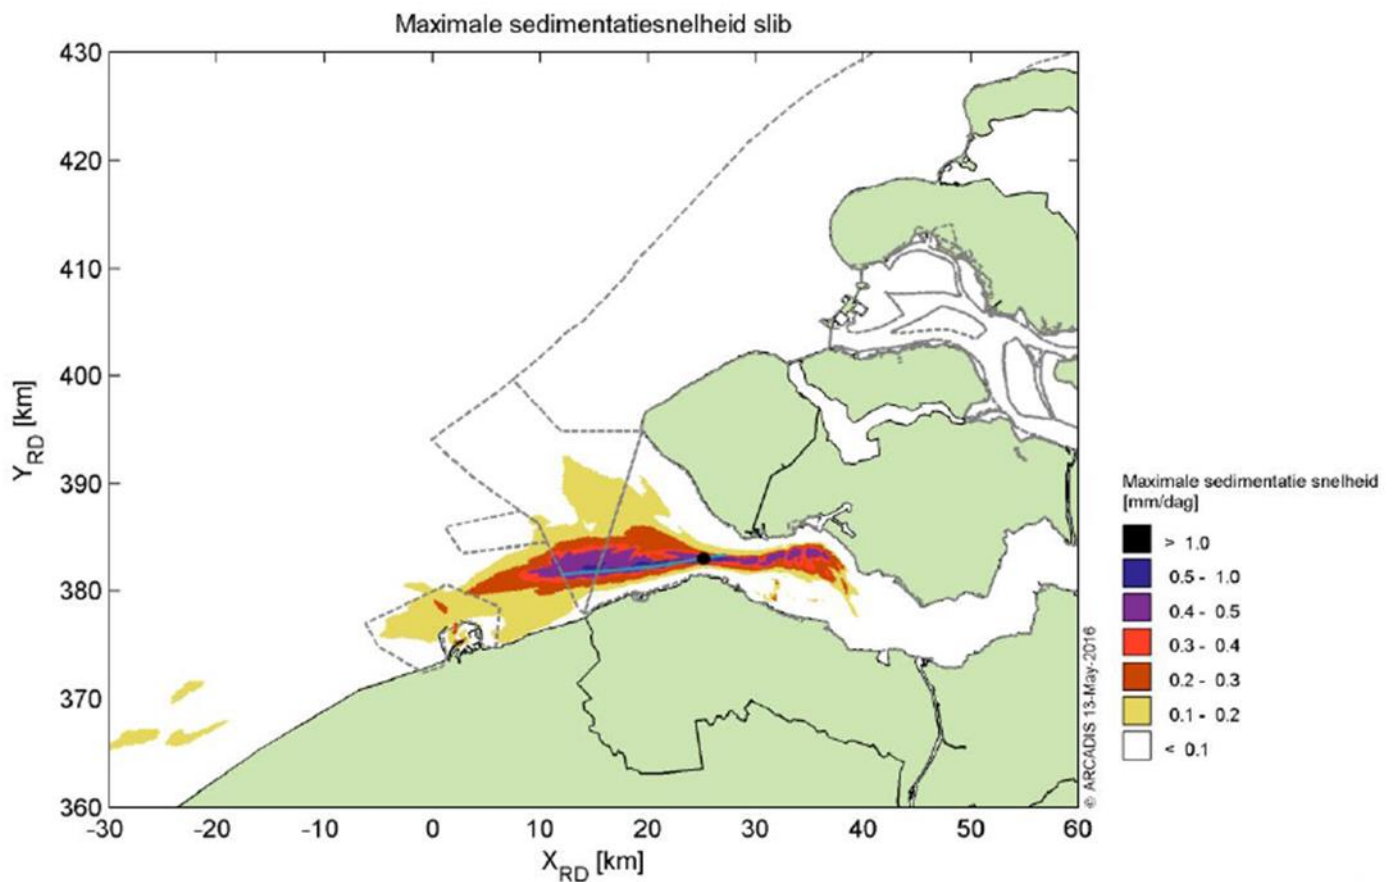 Maximale sedimentatiesnelheid slib
430
420
410
400
390
380
370
360
Y_RD [km]
-30 -20 -10 0 10 20 30 40 50 60
X_RD [km]
© ARCADIS 13-May-2016
Maximale sedimentatie snelheid
[mm/dag]
> 1.0
0.5 - 1.0
0.4 - 0.5
0.3 - 0.4
0.2 - 0.3
0.1 - 0.2
< 0.1